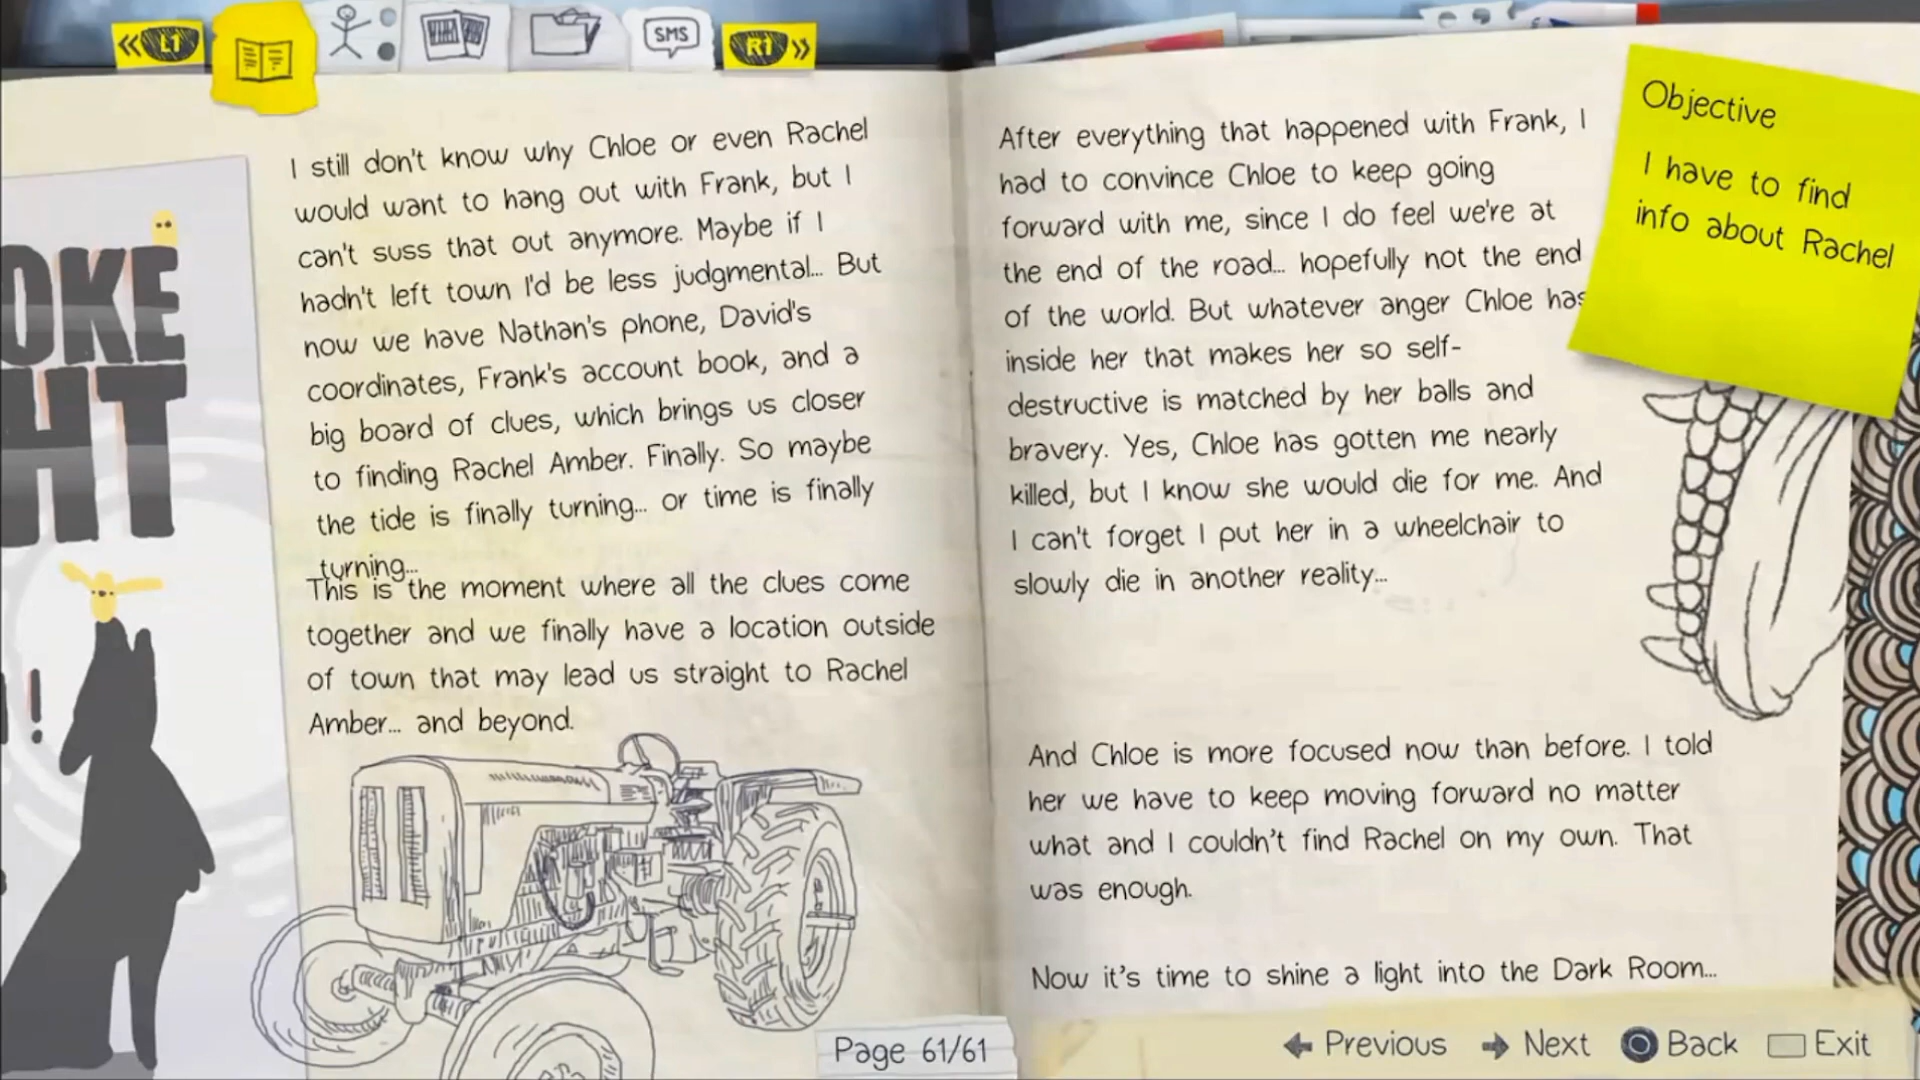 L1
SMS
R1
OKE
HT
!
I still don't know why Chloe or even Rachel
would want to hang out with Frank, but I
can't suss that out anymore. Maybe if I
hadn't left town I'd be less judgmental... But
now we have Nathan's phone, David's
coordinates, Frank's account book, and a
big board of clues, which brings us closer
to finding Rachel Amber. Finally. So maybe
the tide is finally turning... or time is finally
turning...
This is the moment where all the clues come
together and we finally have a location outside
of town that may lead us straight to Rachel
Amber... and beyond.
After everything that happened with Frank, I
had to convince Chloe to keep going
forward with me, since I do feel we're at
the end of the road... hopefully not the end
of the world. But whatever anger Chloe has
inside her that makes her so self-
destructive is matched by her balls and
bravery. Yes, Chloe has gotten me nearly
killed, but I know she would die for me. And
I can't forget I put her in a wheelchair to
slowly die in another reality...
And Chloe is more focused now than before. I told
her we have to keep moving forward no matter
what and I couldn't find Rachel on my own. That
was enough.
Now it's time to shine a light into the Dark Room...
Objective
I have to find
info about Rachel
Page 61/61
Previous Next Back Exit